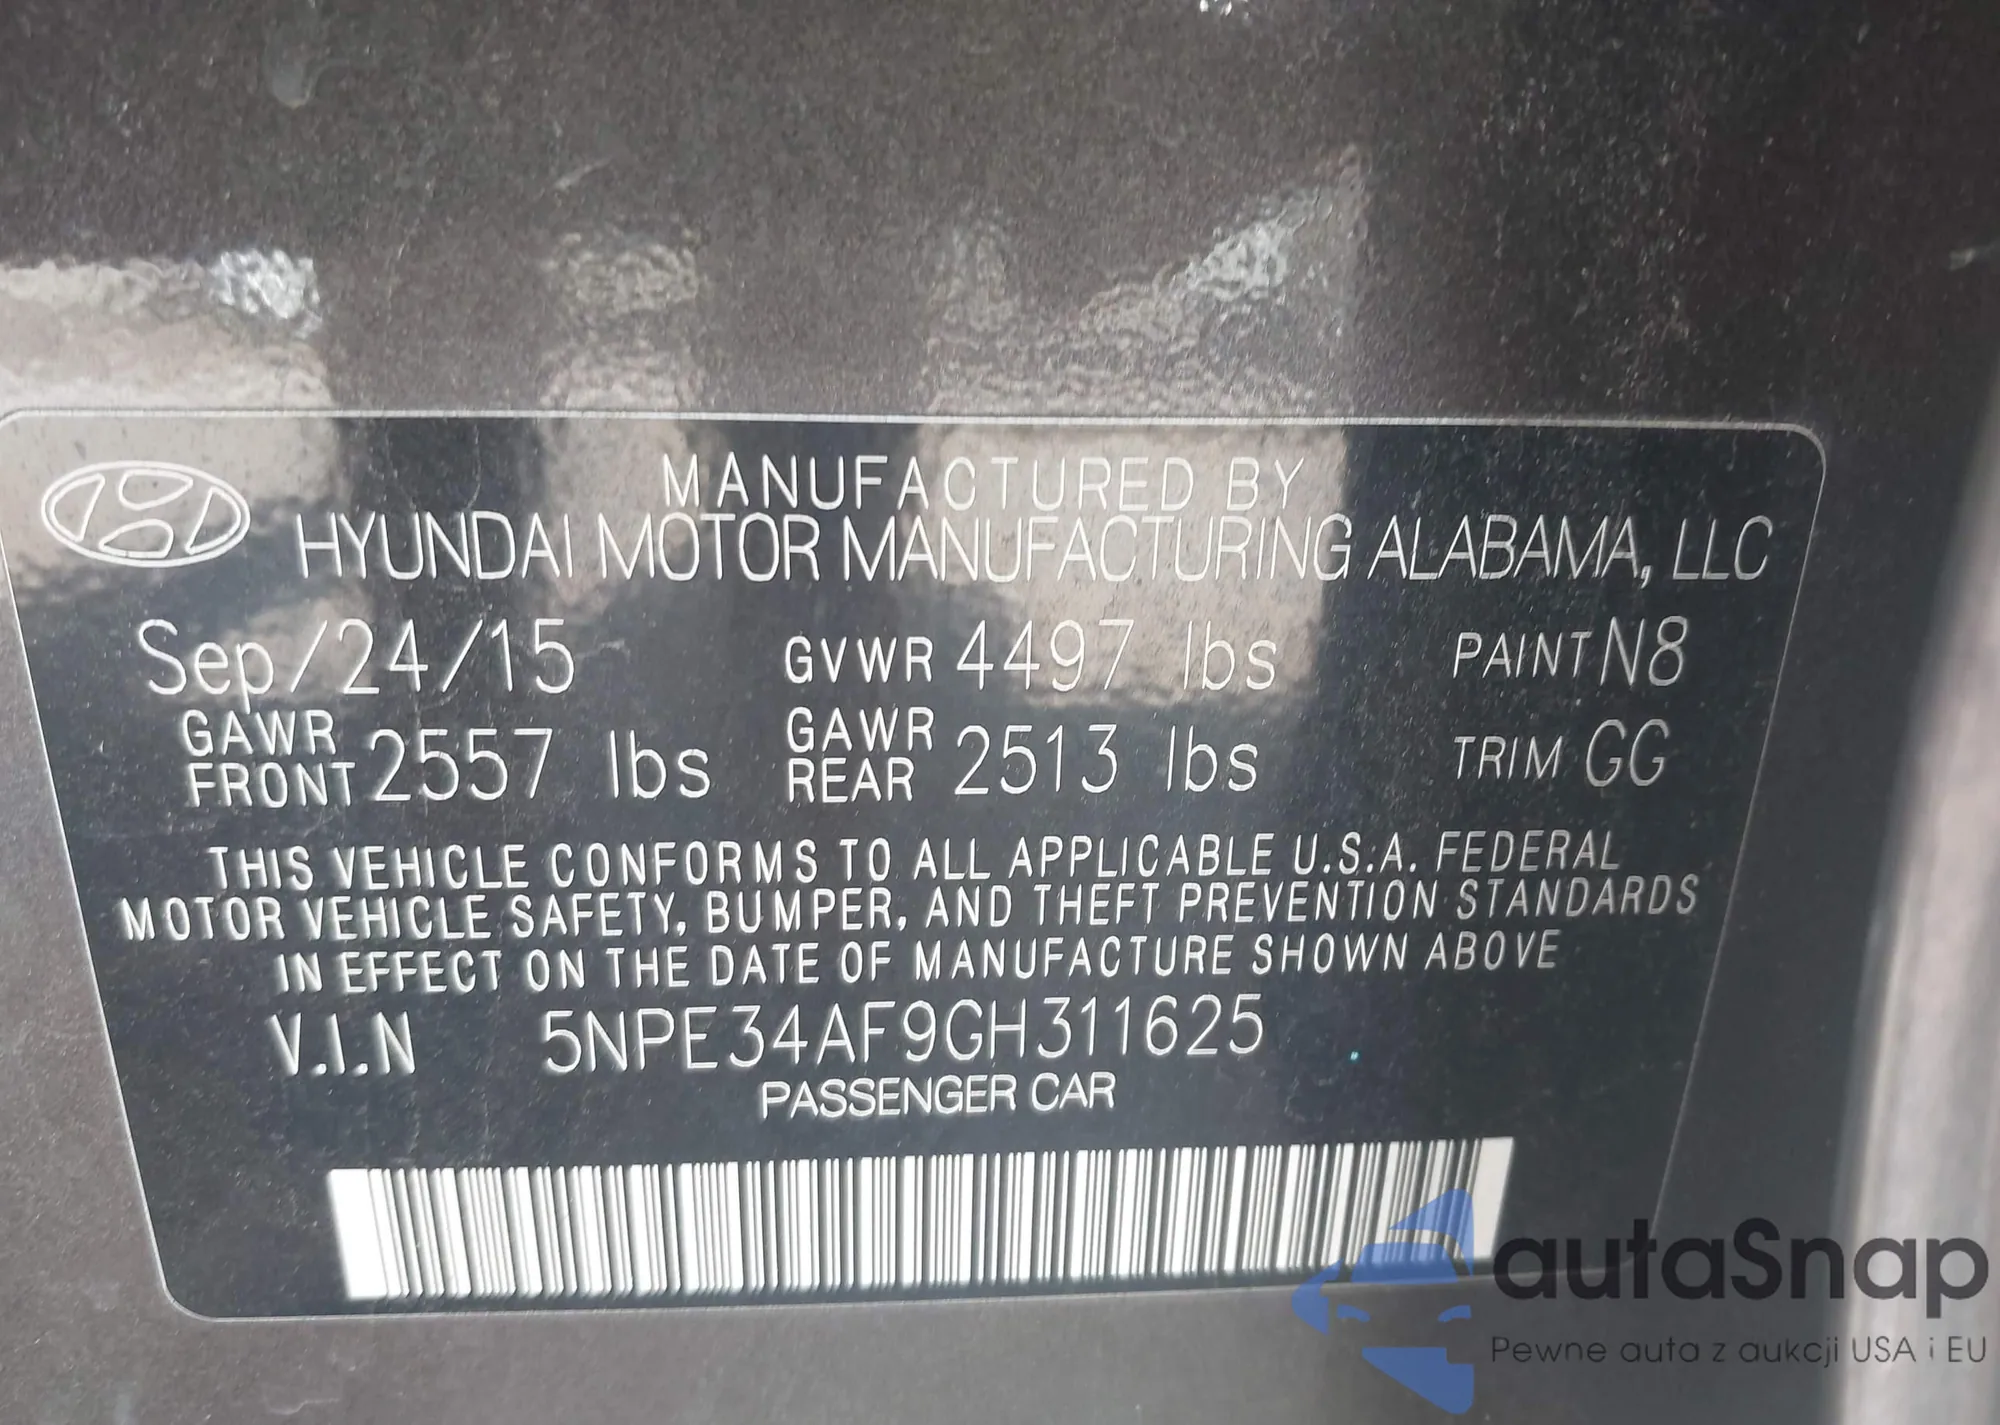 MANUFACTURED BY
HYUNDAI MOTOR MANUFACTURING ALABAMA, LLC
Sep/24/15 GVWR 4497 lbs PAINT N8
GAWR FRONT 2557 lbs GAWR REAR 2513 lbs TRIM GG
THIS VEHICLE CONFORMS TO ALL APPLICABLE U.S.A. FEDERAL
MOTOR VEHICLE SAFETY, BUMPER, AND THEFT PREVENTION STANDARDS
IN EFFECT ON THE DATE OF MANUFACTURE SHOWN ABOVE
V.I.N 5NPE34AF9GH311625
PASSENGER CAR
autaSnap
Pewne auta z aukcji USA i EU